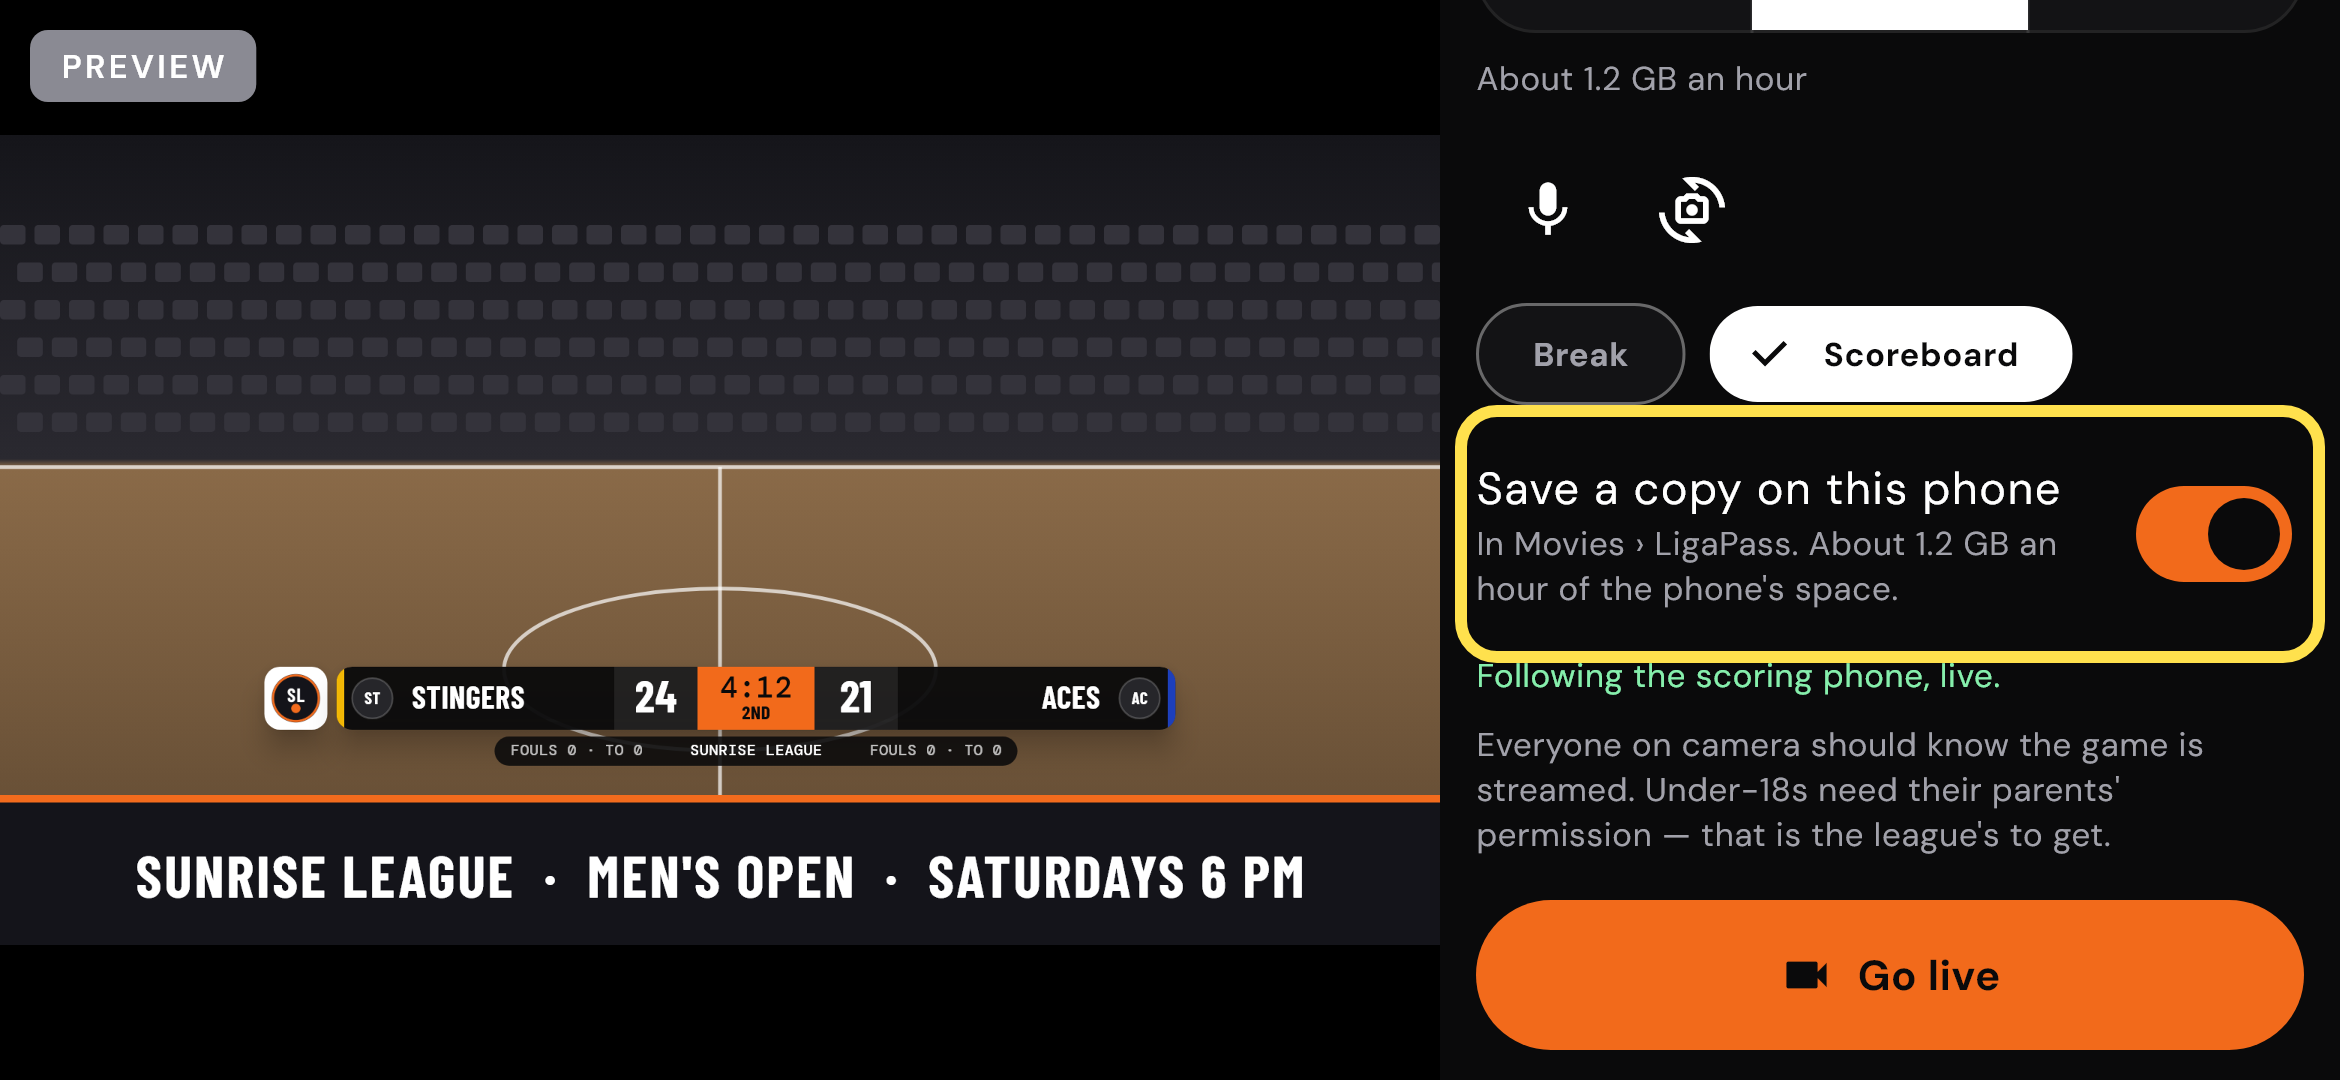 PREVIEW
SL
ST STINGERS 24 4:12 21 ACES AC
2ND
FOULS 0 · TO 0 SUNRISE LEAGUE FOULS 0 · TO 0
SUNRISE LEAGUE · MEN'S OPEN · SATURDAYS 6 PM
About 1.2 GB an hour
Break
Scoreboard
Save a copy on this phone
In Movies › LigaPass. About 1.2 GB an
hour of the phone's space.
Following the scoring phone, live.
Everyone on camera should know the game is
streamed. Under-18s need their parents'
permission — that is the league's to get.
Go live